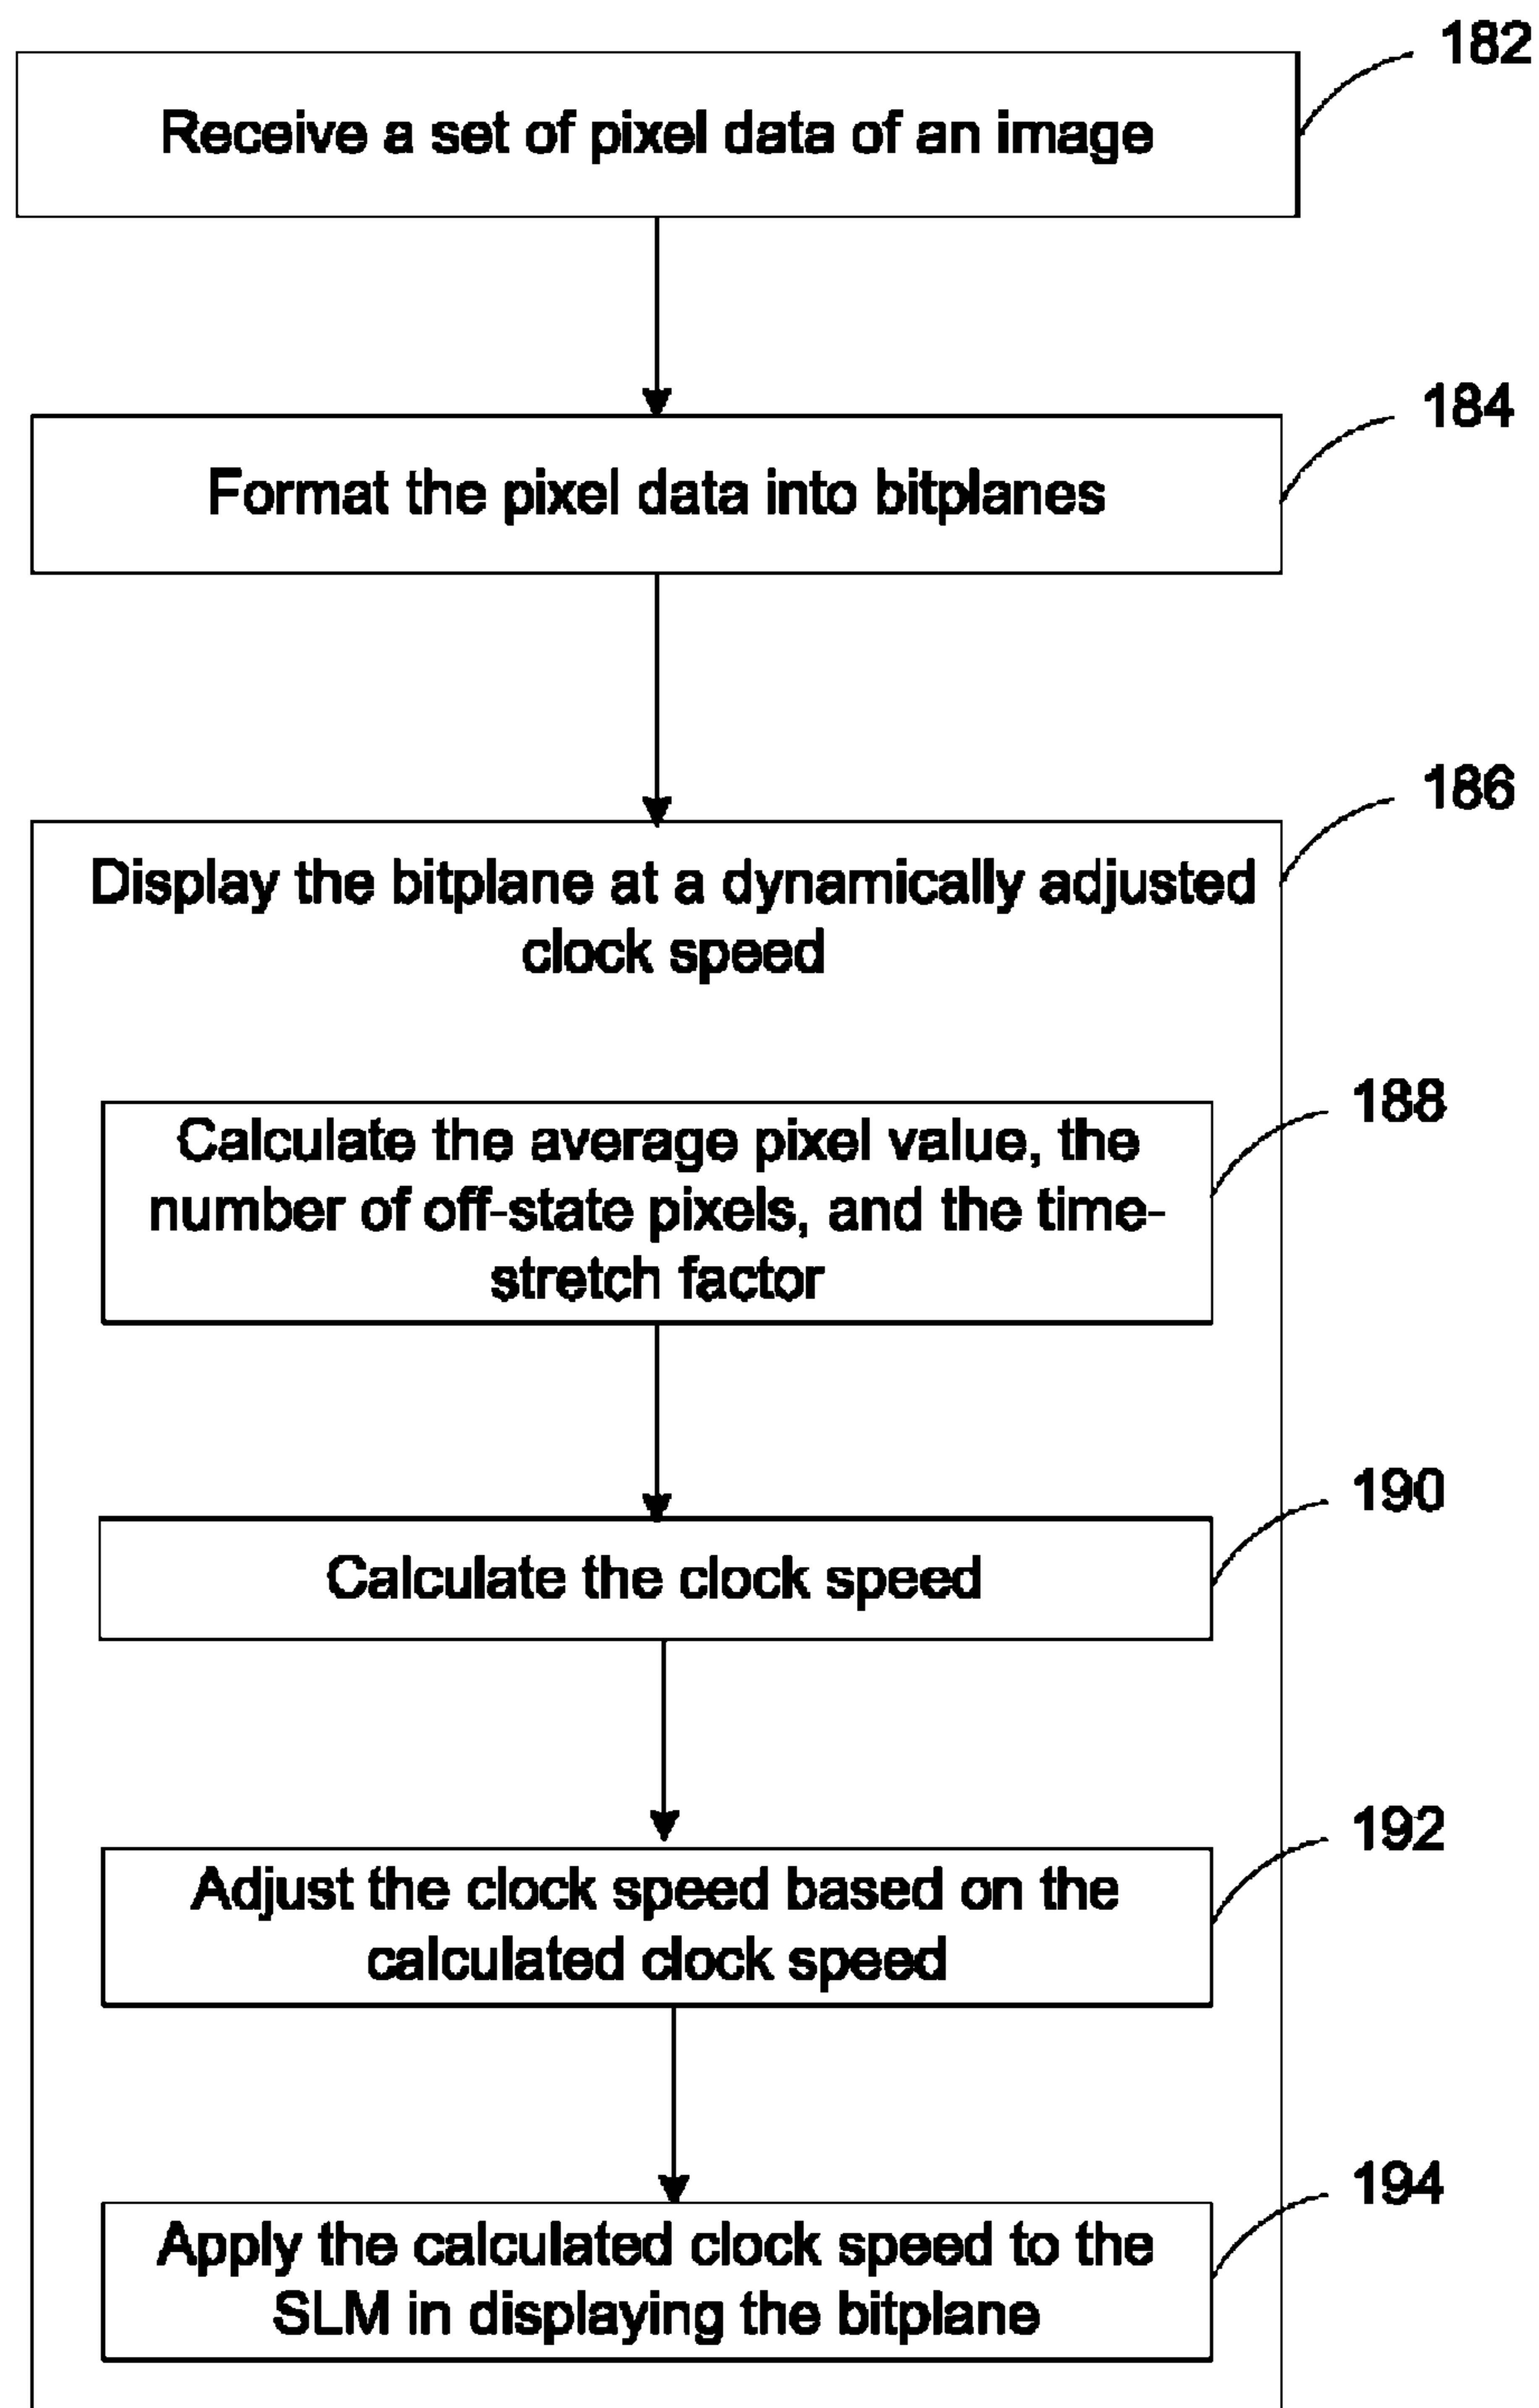 182
Receive a set of pixel data of an image
184
Format the pixel data into bitplanes
186
Display the bitplane at a dynamically adjusted
clock speed
188
Calculate the average pixel value, the
number of off-state pixels, and the time-
stretch factor
190
Calculate the clock speed
192
Adjust the clock speed based on the
calculated clock speed
194
Apply the calculated clock speed to the
SLM in displaying the bitplane